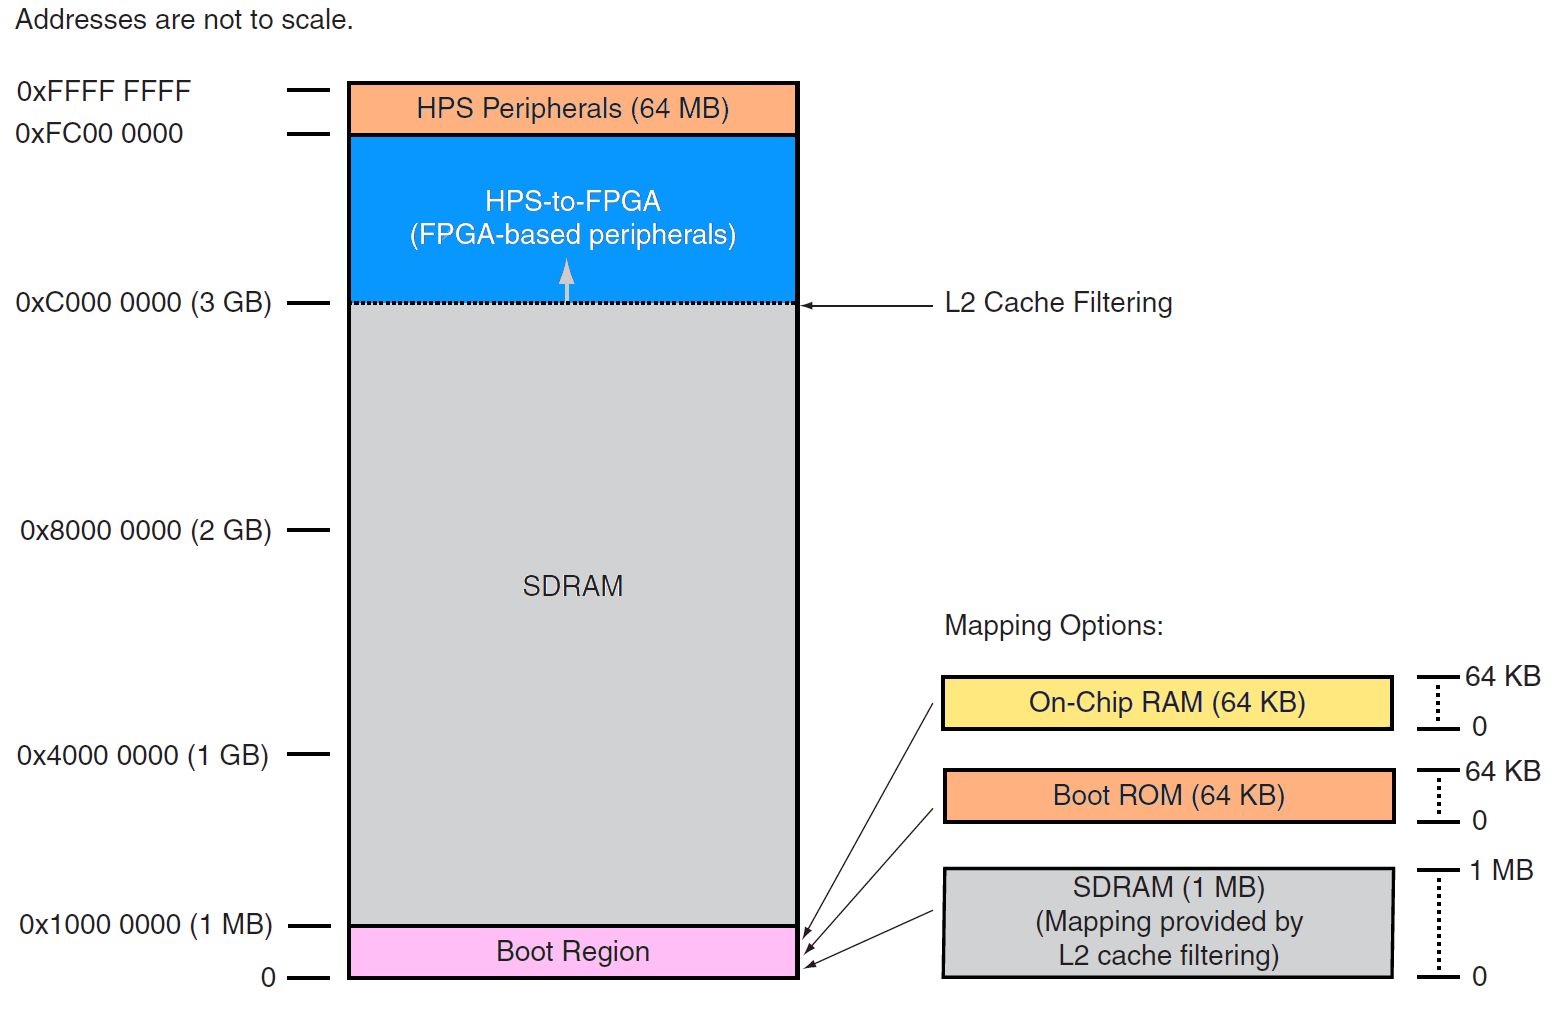 Addresses are not to scale.
0xFFFF FFFF
HPS Peripherals (64 MB)
0xFC00 0000
HPS-to-FPGA
(FPGA-based peripherals)
0xC000 0000 (3 GB)
L2 Cache Filtering
0x8000 0000 (2 GB)
SDRAM
Mapping Options:
On-Chip RAM (64 KB)
64 KB
0
0x4000 0000 (1 GB)
Boot ROM (64 KB)
64 KB
0
SDRAM (1 MB)
(Mapping provided by
L2 cache filtering)
1 MB
0
0x1000 0000 (1 MB)
Boot Region
0